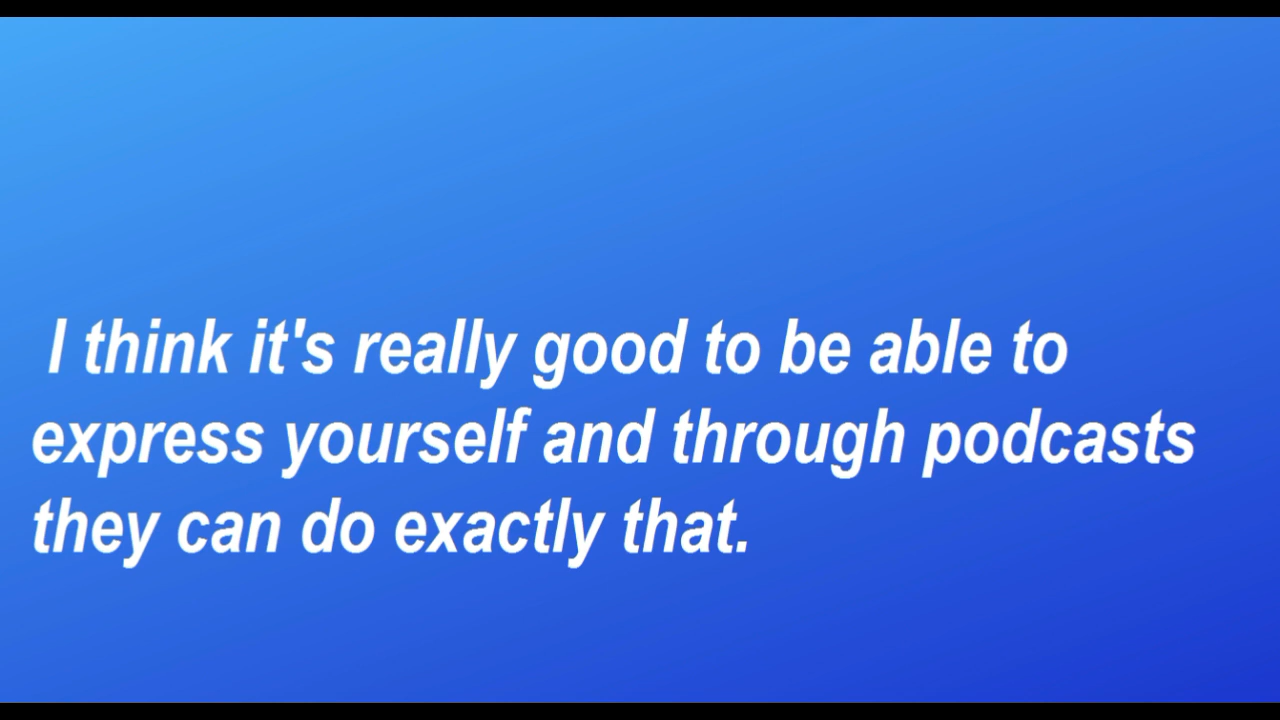 I think it's really good to be able to
express yourself and through podcasts
they can do exactly that.